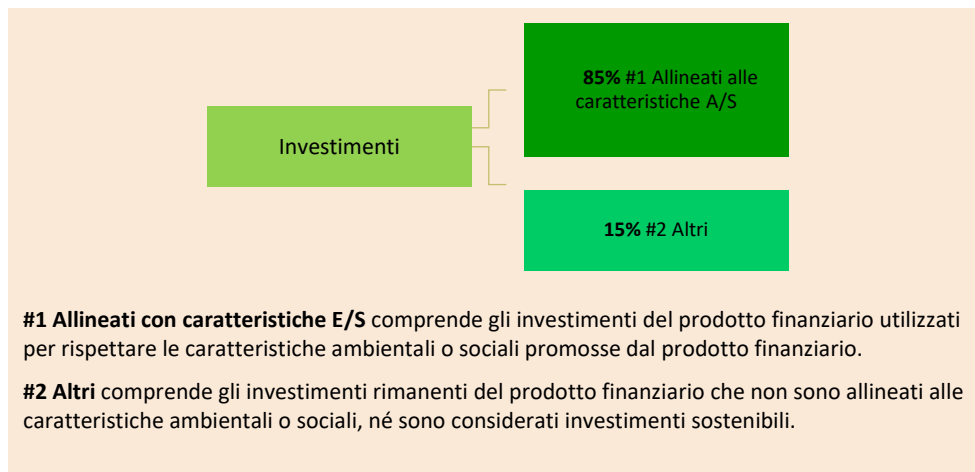 85% #1 Allineati alle
caratteristiche A/S
Investimenti
15% #2 Altri
#1 Allineati con caratteristiche E/S comprende gli investimenti del prodotto finanziario utilizzati
per rispettare le caratteristiche ambientali o sociali promosse dal prodotto finanziario.
#2 Altri comprende gli investimenti rimanenti del prodotto finanziario che non sono allineati alle
caratteristiche ambientali o sociali, né sono considerati investimenti sostenibili.